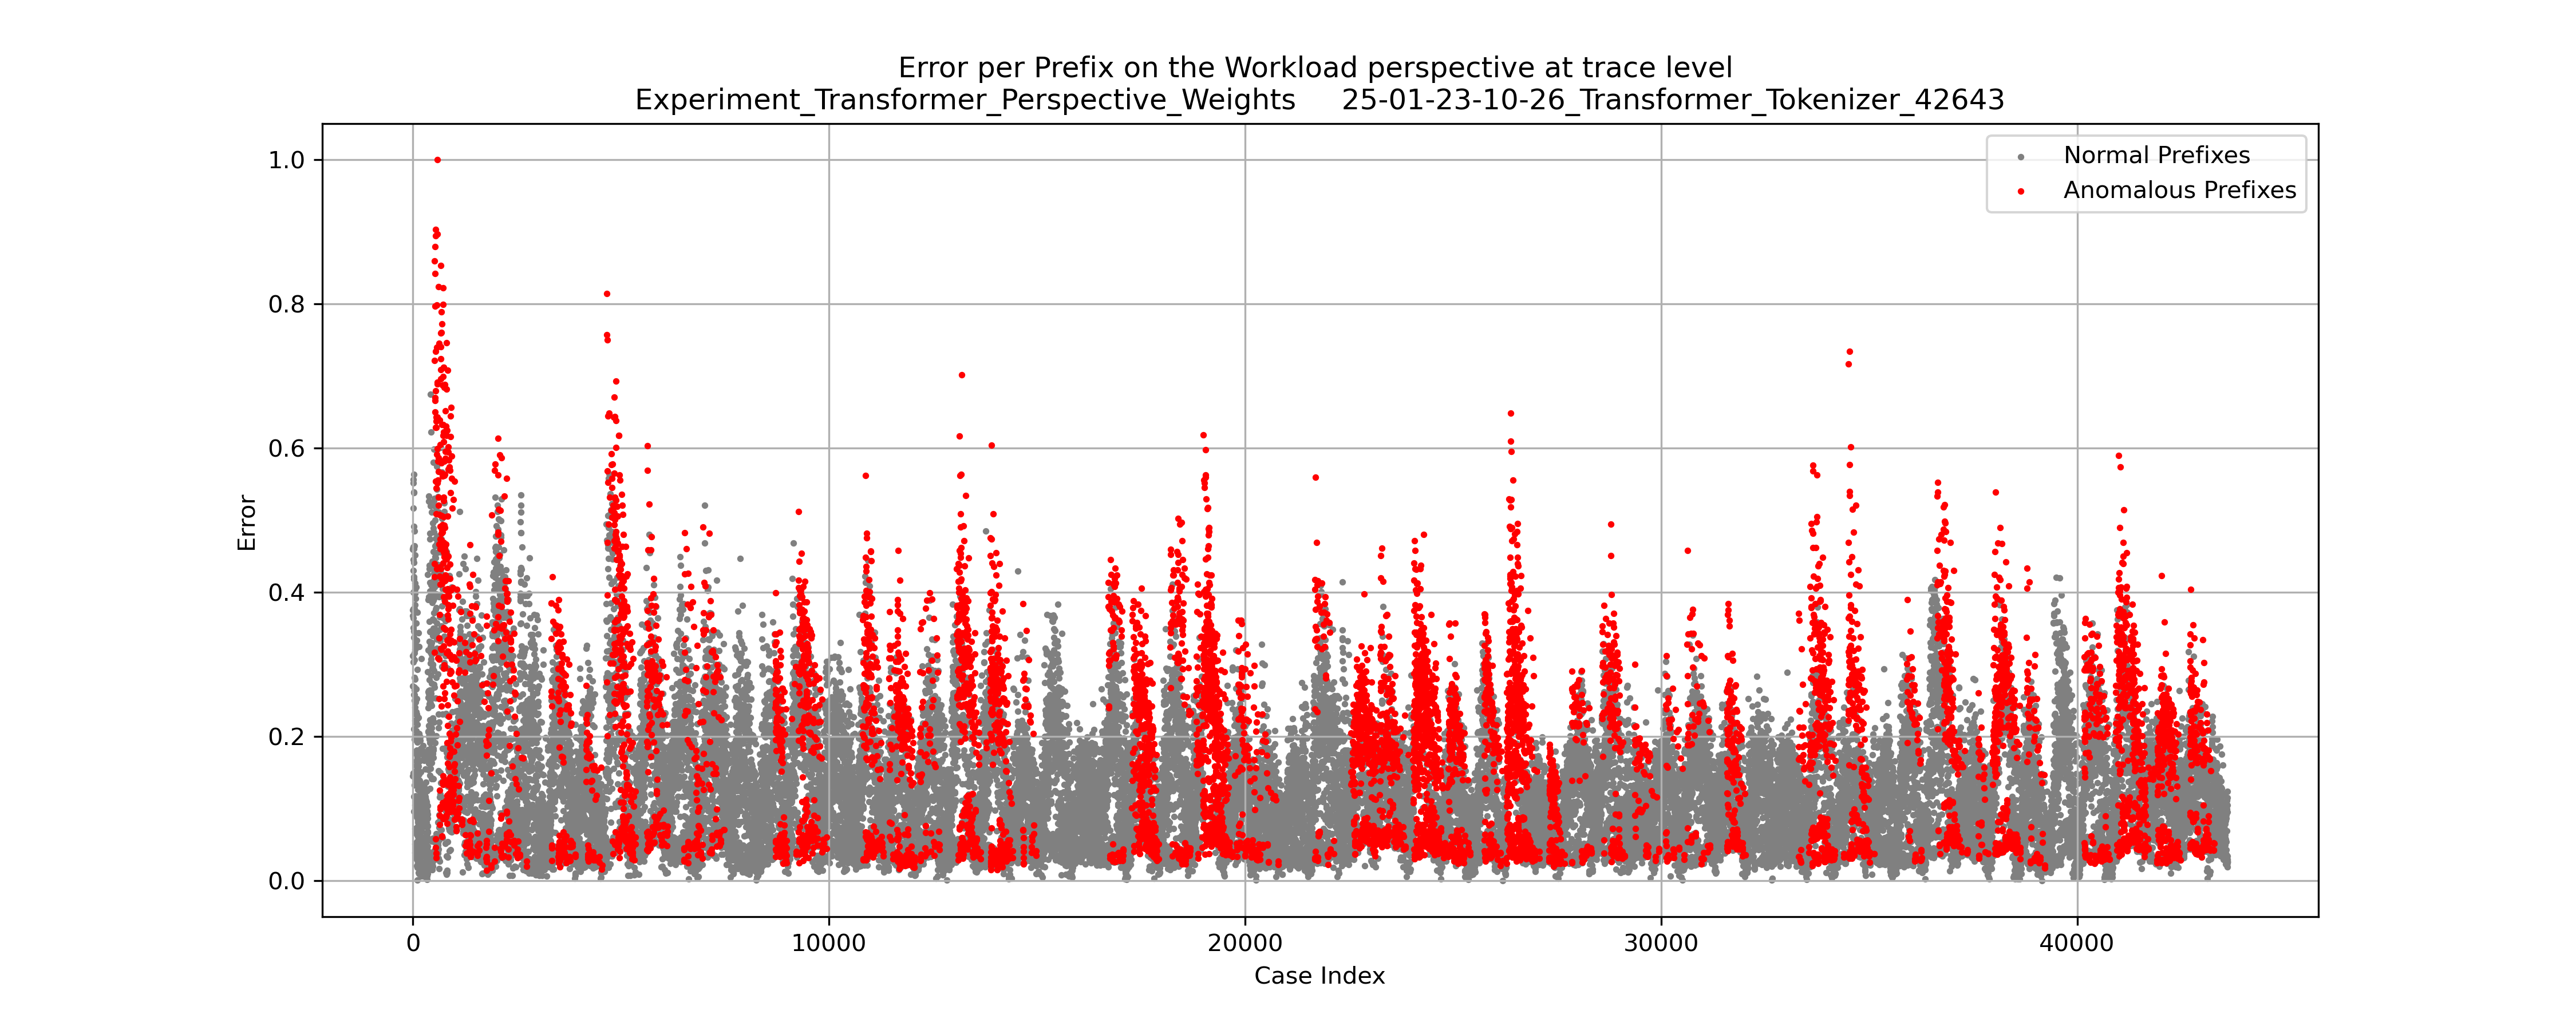 Error per Prefix on the Workload perspective at trace level
Experiment_Transformer_Perspective_Weights 25-01-23-10-26_Transformer_Tokenizer_42643
Normal Prefixes
Anomalous Prefixes
1.0
0.8
0.6
0.4
0.2
0.0
Error
0 10000 20000 30000 40000
Case Index